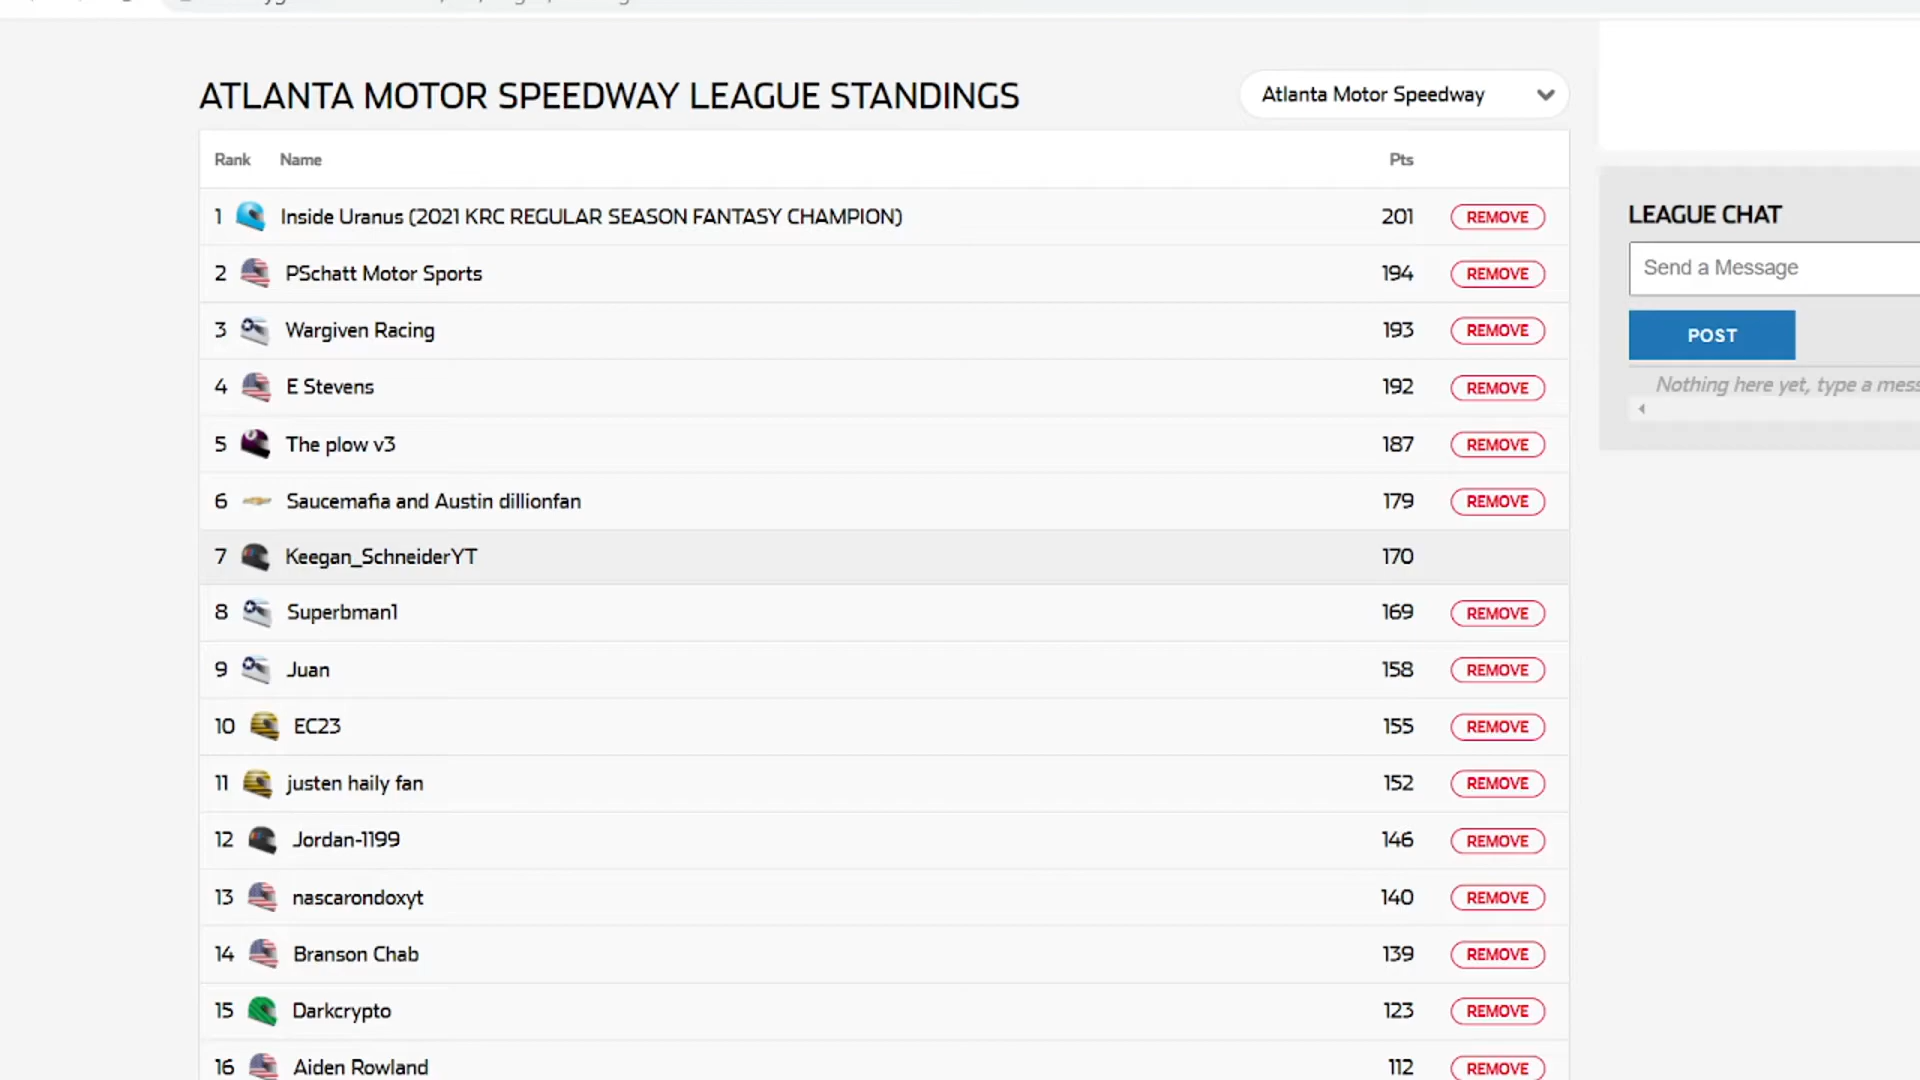 ATLANTA MOTOR SPEEDWAY LEAGUE STANDINGS
Atlanta Motor Speedway
Rank Name Pts
1 Inside Uranus (2021 KRC REGULAR SEASON FANTASY CHAMPION) 201 REMOVE
2 PSchatt Motor Sports 194 REMOVE
3 Wargiven Racing 193 REMOVE
4 E Stevens 192 REMOVE
5 The plow v3 187 REMOVE
6 Saucemafia and Austin dillionfan 179 REMOVE
7 Keegan_SchneiderYT 170
8 Superbman1 169 REMOVE
9 Juan 158 REMOVE
10 EC23 155 REMOVE
11 justen haily fan 152 REMOVE
12 Jordan-1199 146 REMOVE
13 nascarondoxyt 140 REMOVE
14 Branson Chab 139 REMOVE
15 Darkcrypto 123 REMOVE
16 Aiden Rowland 112 REMOVE
LEAGUE CHAT
Send a Message
POST
Nothing here yet, type a mess